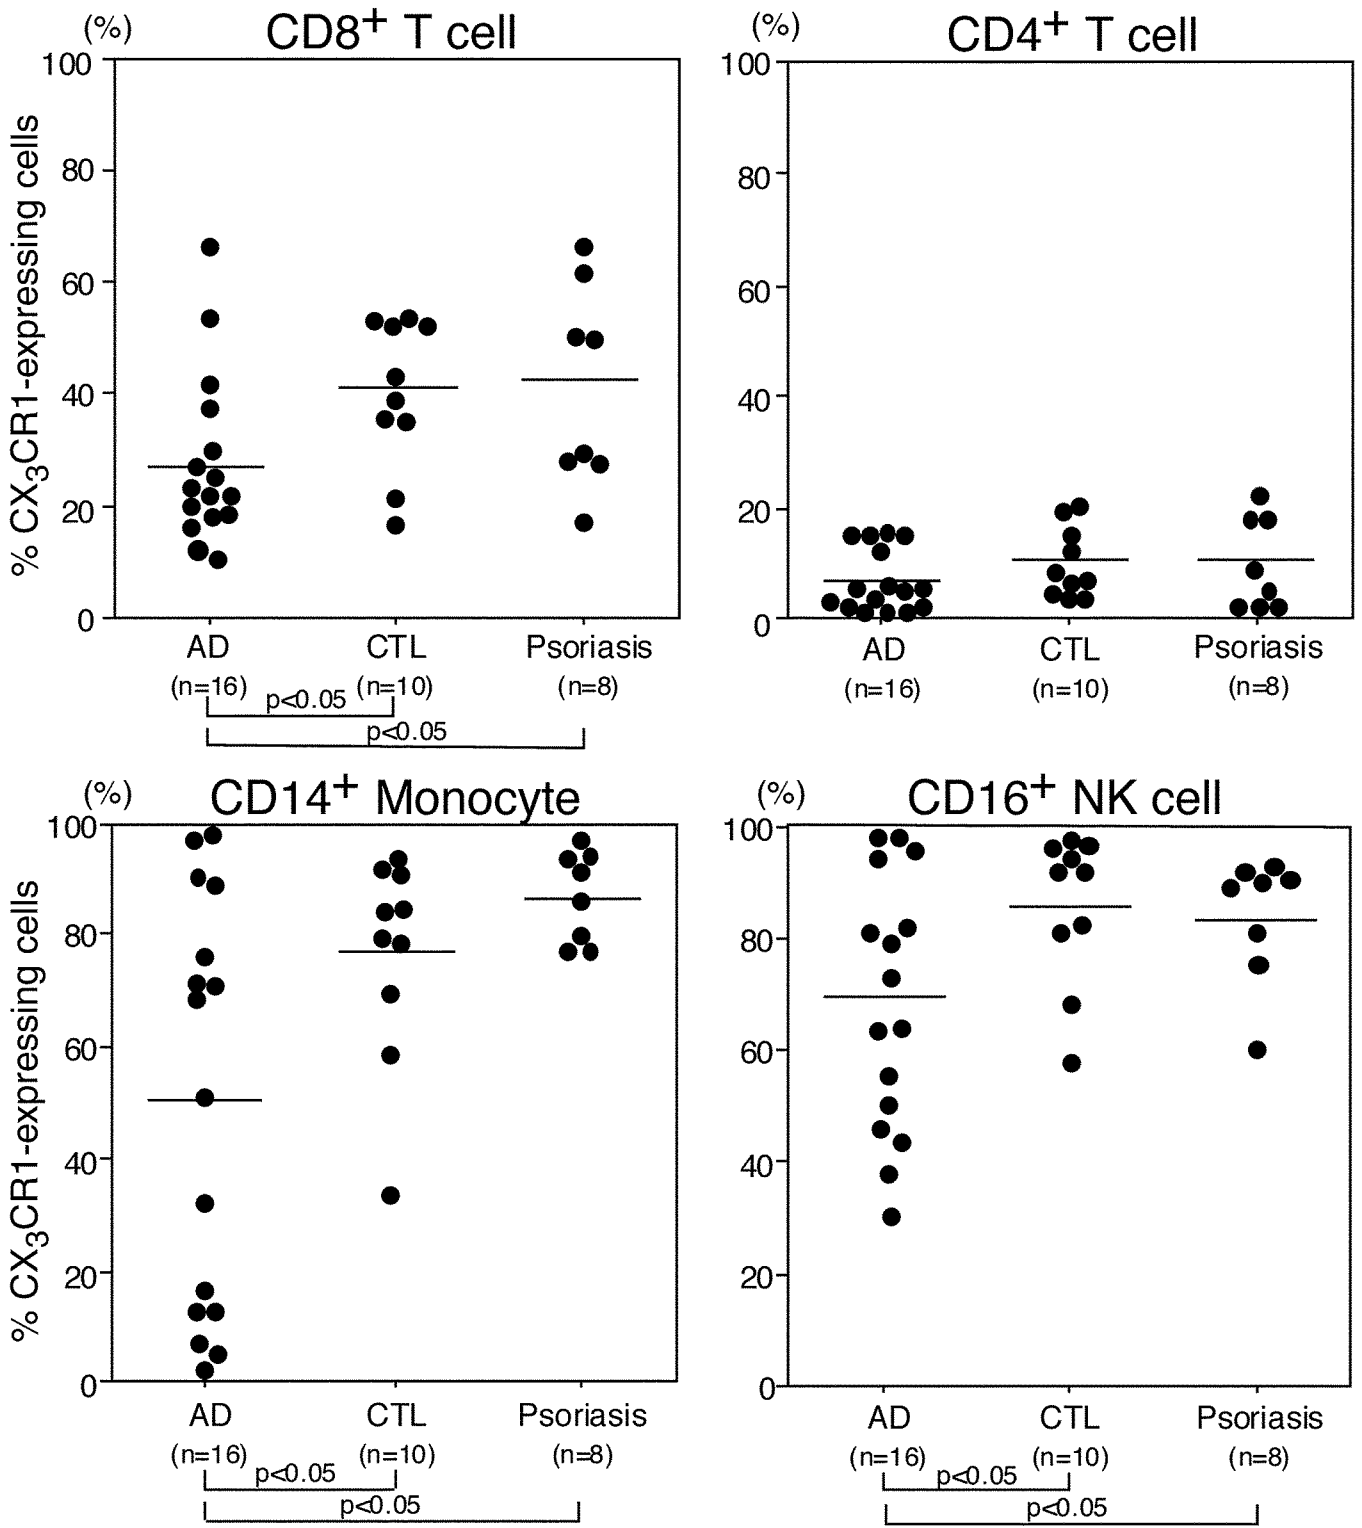 (%) CD8+ T cell
% CX3CR1-expressing cells
100
80
60
40
20
0
AD CTL Psoriasis
(n=16) (n=10) (n=8)
p<0.05
p<0.05
(%) CD4+ T cell
100
80
60
40
20
0
AD CTL Psoriasis
(n=16) (n=10) (n=8)
(%) CD14+ Monocyte
% CX3CR1-expressing cells
100
80
60
40
20
0
AD CTL Psoriasis
(n=16) (n=10) (n=8)
p<0.05
p<0.05
(%) CD16+ NK cell
100
80
60
40
20
0
AD CTL Psoriasis
(n=16) (n=10) (n=8)
p<0.05
p<0.05